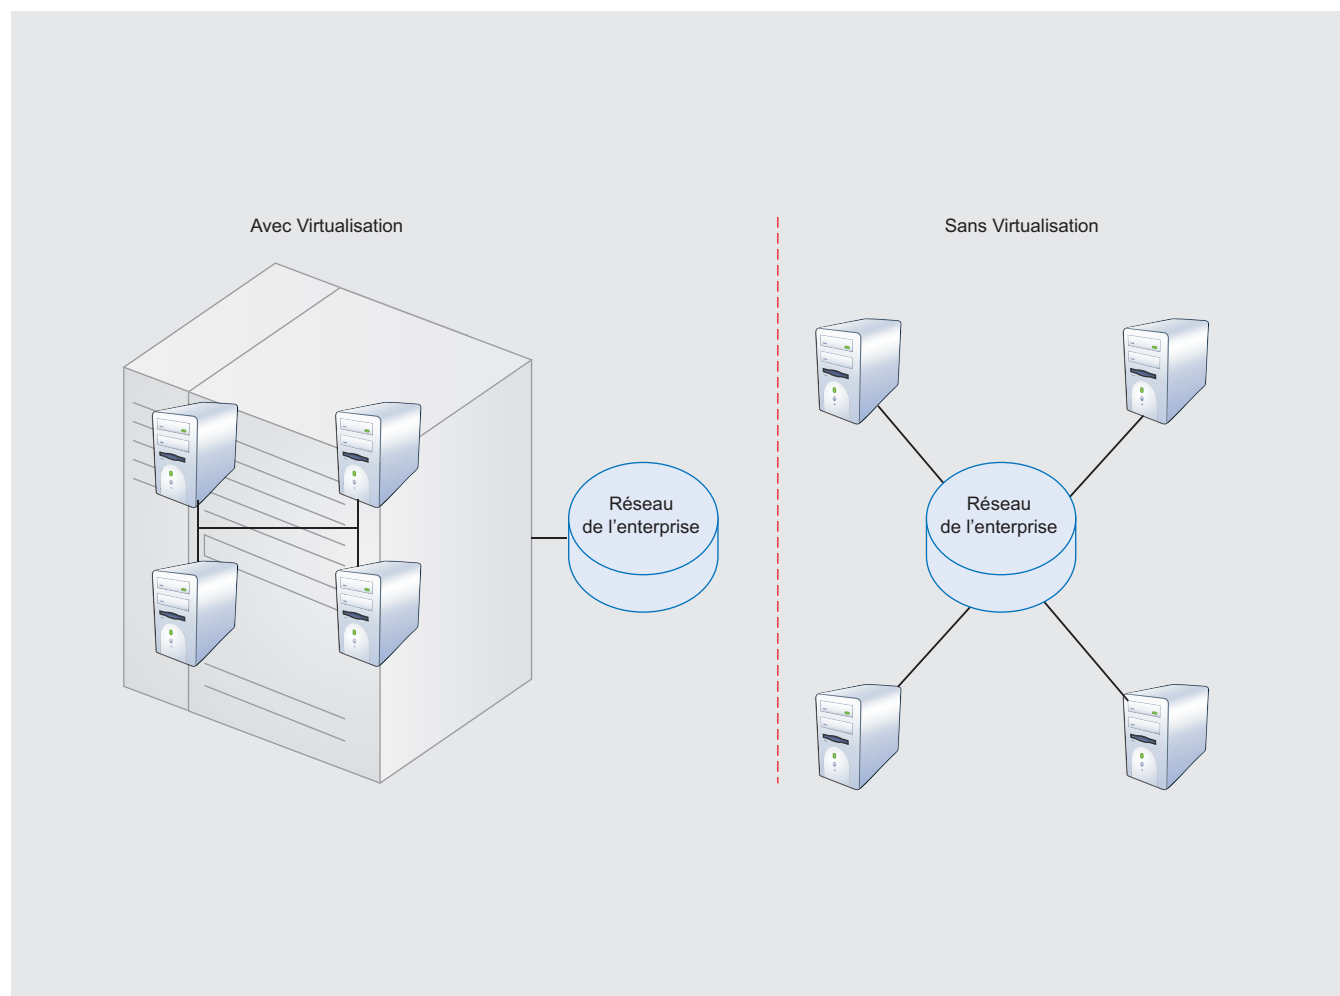 Avec Virtualisation
Sans Virtualisation
Réseau
de l'enterprise
Réseau
de l'enterprise